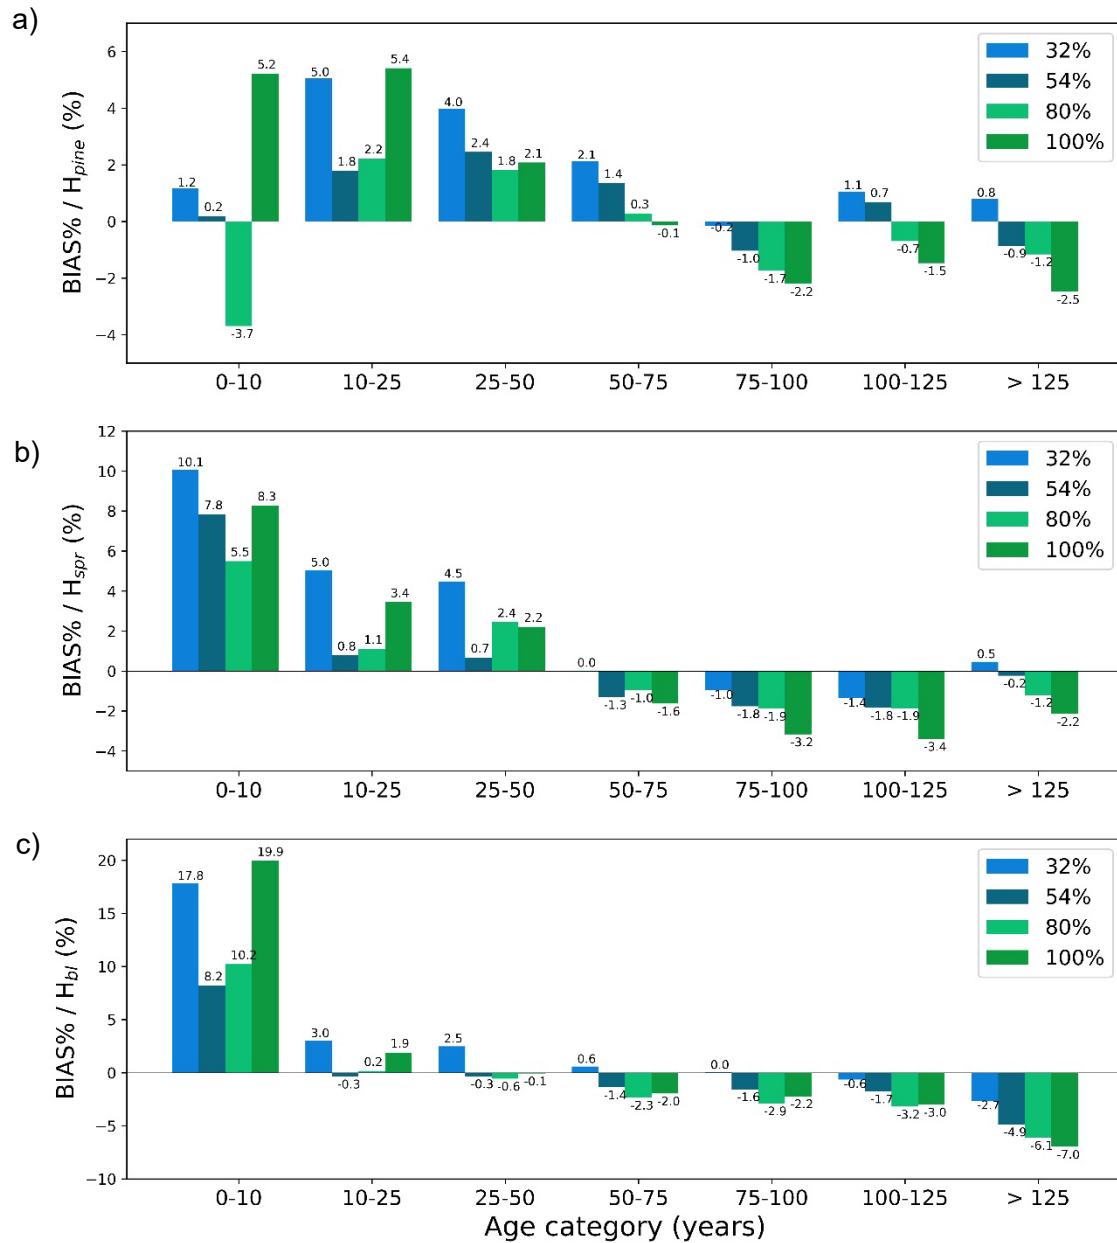 a)
BIAS% / H_pine (%)
6
4
2
0
−2
−4
1.2 0.2 -3.7 5.2
5.0 1.8 2.2 5.4
4.0 2.4 1.8 2.1
2.1 1.4 0.3 -0.1
-0.2 -1.0 -1.7 -2.2
1.1 0.7 -0.7 -1.5
0.8 -0.9 -1.2 -2.5
32%
54%
80%
100%
0-10 10-25 25-50 50-75 75-100 100-125 > 125
b)
BIAS% / H_spr (%)
12
10
8
6
4
2
0
−2
−4
10.1 7.8 5.5 8.3
5.0 0.8 1.1 3.4
4.5 0.7 2.4 2.2
0.0 -1.3 -1.0 -1.6
-1.0 -1.8 -1.9 -3.2
-1.4 -1.8 -1.9 -3.4
0.5 -0.2 -1.2 -2.2
32%
54%
80%
100%
0-10 10-25 25-50 50-75 75-100 100-125 > 125
c)
BIAS% / H_bl (%)
20
15
10
5
0
−5
−10
17.8 8.2 10.2 19.9
3.0 -0.3 0.2 1.9
2.5 -0.3 -0.6 -0.1
0.6 -1.4 -2.3 -2.0
0.0 -1.6 -2.9 -2.2
-0.6 -1.7 -3.2 -3.0
-2.7 -4.9 -6.1 -7.0
32%
54%
80%
100%
0-10 10-25 25-50 50-75 75-100 100-125 > 125
Age category (years)